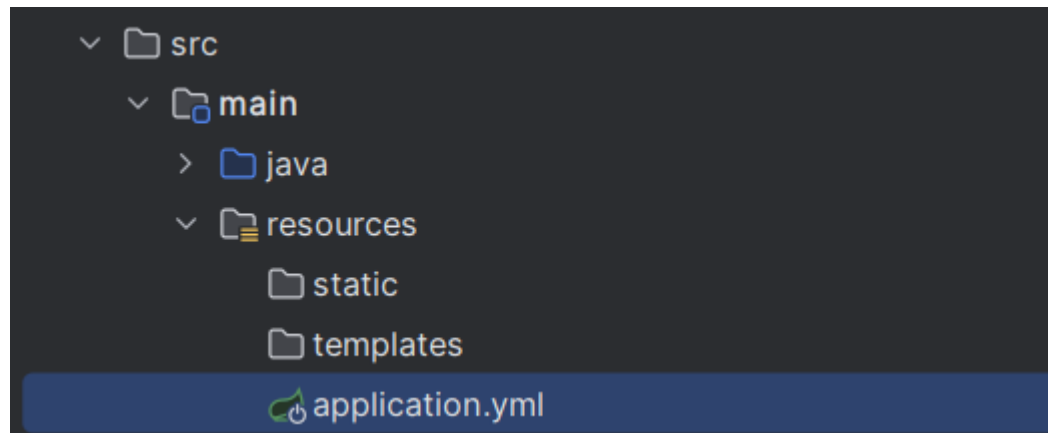 src
main
java
resources
static
templates
application.yml